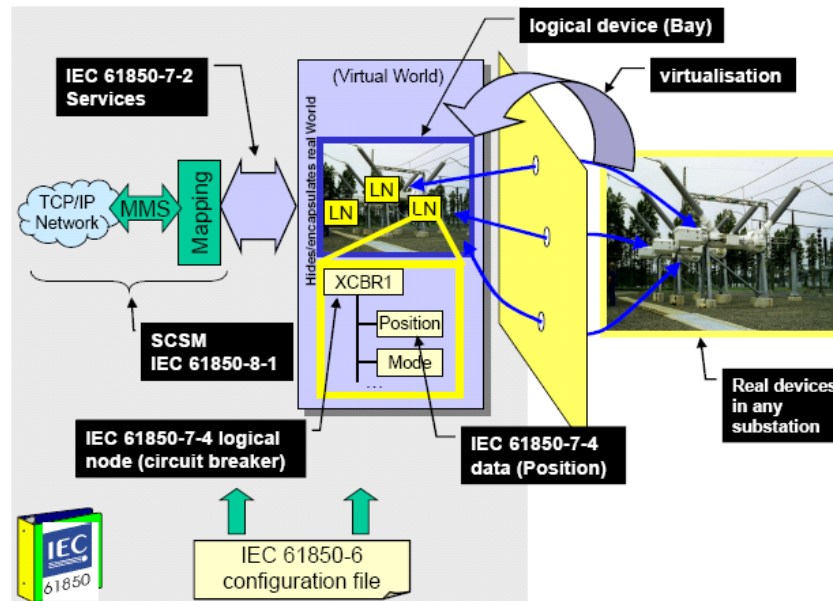 logical device (Bay)
IEC 61850-7-2
Services
(Virtual World)
virtualisation
Hides/encapsulates real World
LN
LN
LN
TCP/IP
Network
MMS
Mapping
XCBR1
Position
Mode
...
SCSM
IEC 61850-8-1
Real devices
in any
substation
IEC 61850-7-4 logical
node (circuit breaker)
IEC 61850-7-4
data (Position)
IEC 61850-6
configuration file
IEC
61850